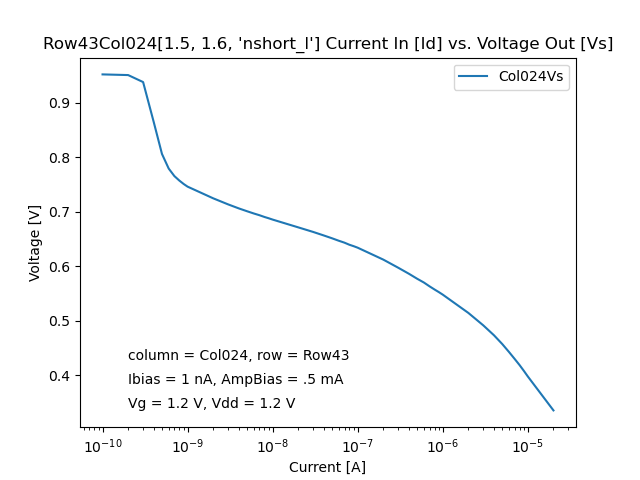 Row43Col024[1.5, 1.6, 'nshort_l'] Current In [Id] vs. Voltage Out [Vs]
Col024Vs
0.9
0.8
0.7
0.6
0.5
0.4
Voltage [V]
column = Col024, row = Row43
Ibias = 1 nA, AmpBias = .5 mA
Vg = 1.2 V, Vdd = 1.2 V
10⁻¹⁰ 10⁻⁹ 10⁻⁸ 10⁻⁷ 10⁻⁶ 10⁻⁵
Current [A]